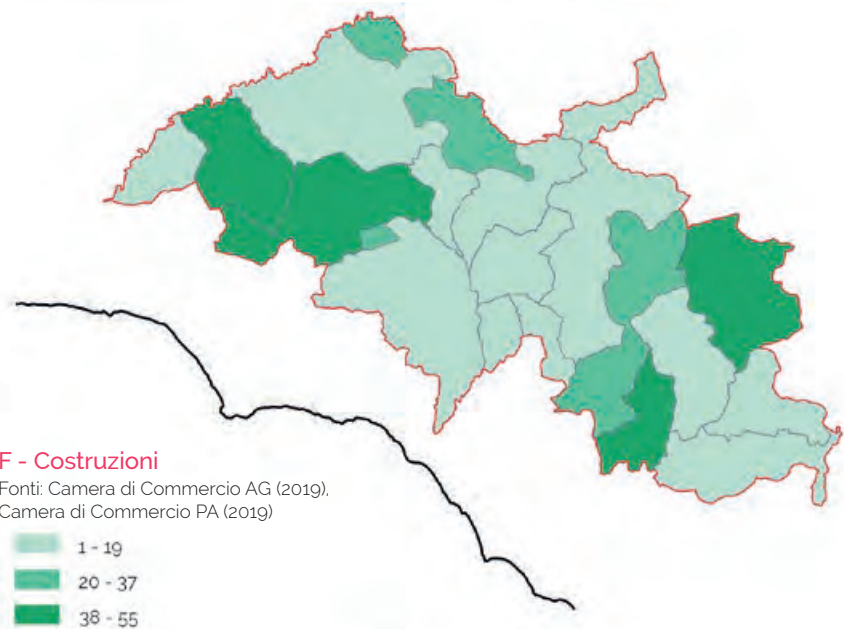 F - Costruzioni
Fonti: Camera di Commercio AG (2019),
Camera di Commercio PA (2019)
1 - 19
20 - 37
38 - 55